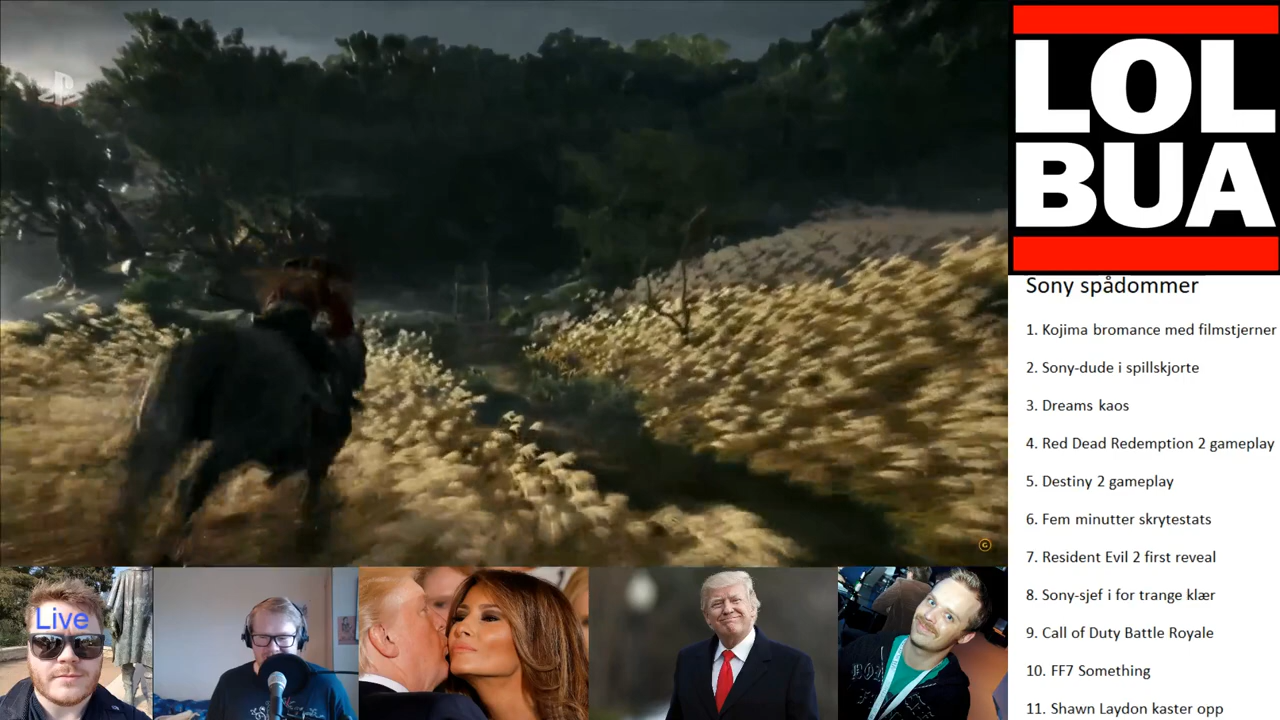 LOL
BUA
Sony spådommer
1. Kojima bromance med filmstjerner
2. Sony-dude i spillskjorte
3. Dreams kaos
4. Red Dead Redemption 2 gameplay
5. Destiny 2 gameplay
6. Fem minutter skrytestats
7. Resident Evil 2 first reveal
8. Sony-sjef i for trange klær
9. Call of Duty Battle Royale
10. FF7 Something
11. Shawn Laydon kaster opp
Live